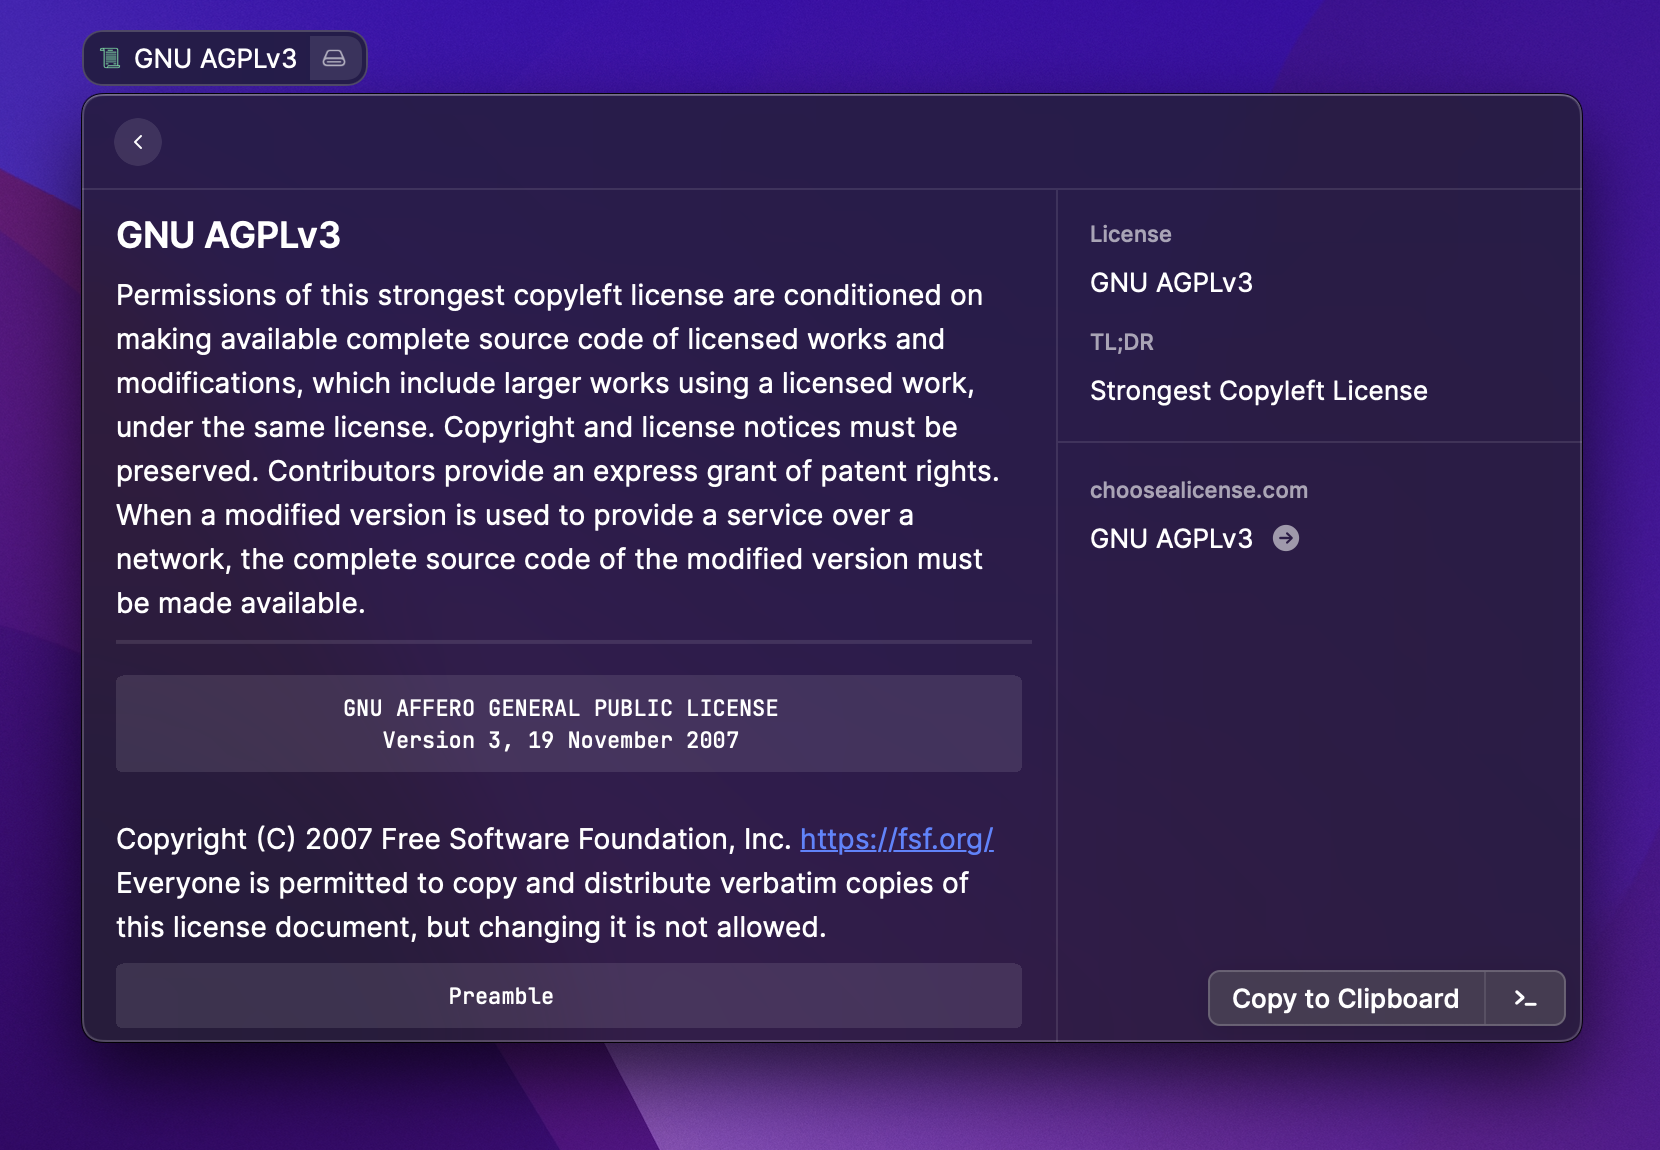 GNU AGPLv3
GNU AGPLv3
Permissions of this strongest copyleft license are conditioned on
making available complete source code of licensed works and
modifications, which include larger works using a licensed work,
under the same license. Copyright and license notices must be
preserved. Contributors provide an express grant of patent rights.
When a modified version is used to provide a service over a
network, the complete source code of the modified version must
be made available.
GNU AFFERO GENERAL PUBLIC LICENSE
Version 3, 19 November 2007
Copyright (C) 2007 Free Software Foundation, Inc. https://fsf.org/
Everyone is permitted to copy and distribute verbatim copies of
this license document, but changing it is not allowed.
Preamble
License
GNU AGPLv3
TL;DR
Strongest Copyleft License
choosealicense.com
GNU AGPLv3
Copy to Clipboard